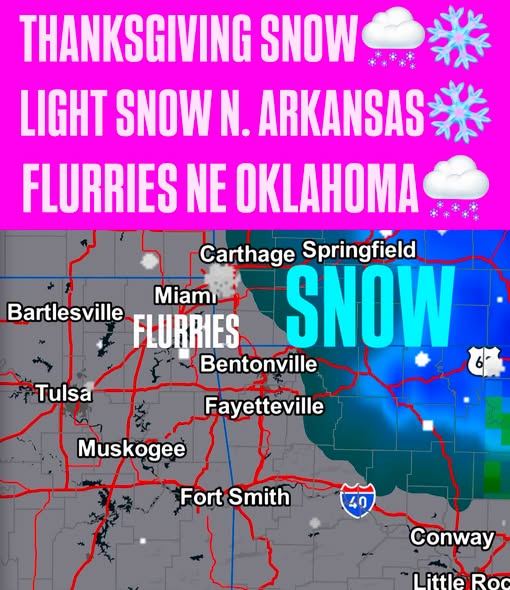 THANKSGIVING SNOW
LIGHT SNOW N. ARKANSAS
FLURRIES NE OKLAHOMA
Carthage Springfield
SNOW
Miami
Bartlesville
FLURRIES
Bentonville
Tulsa
Fayetteville
Muskogee
Fort Smith
40
Conway